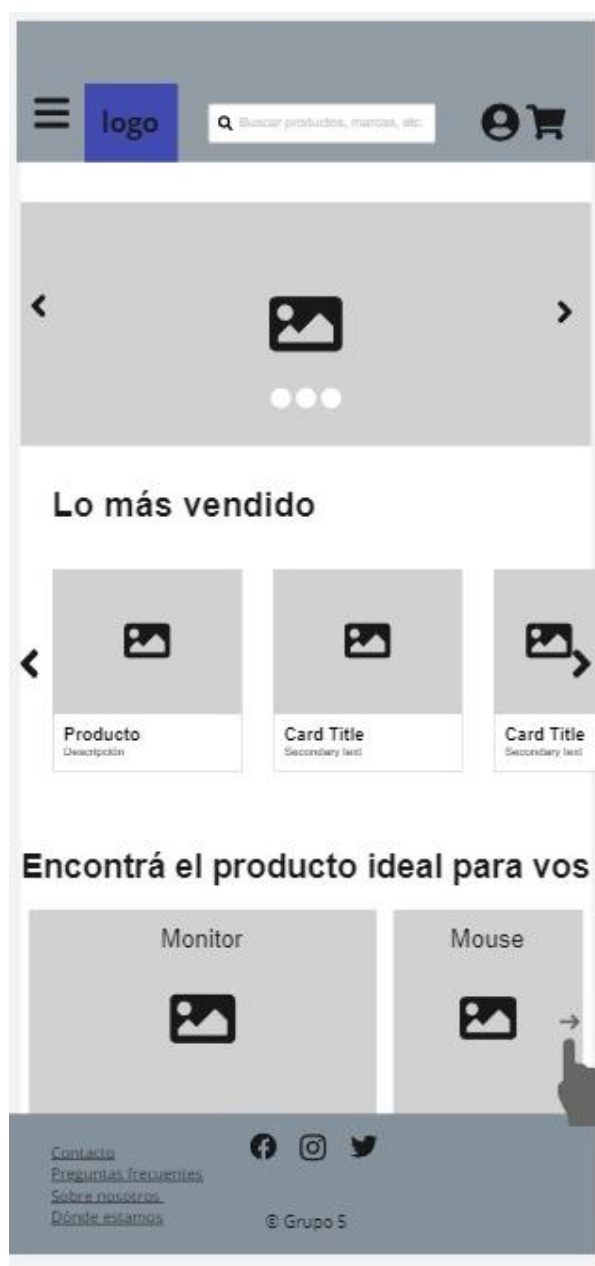 logo
Buscar productos, marcas, etc.
Lo más vendido
Producto
Descripción
Card Title
Secondary text
Card Title
Secondary text
Encontrá el producto ideal para vos
Monitor
Mouse
Contacto
Preguntas frecuentes
Sobre nosotros
Dónde estamos
© Grupo 5